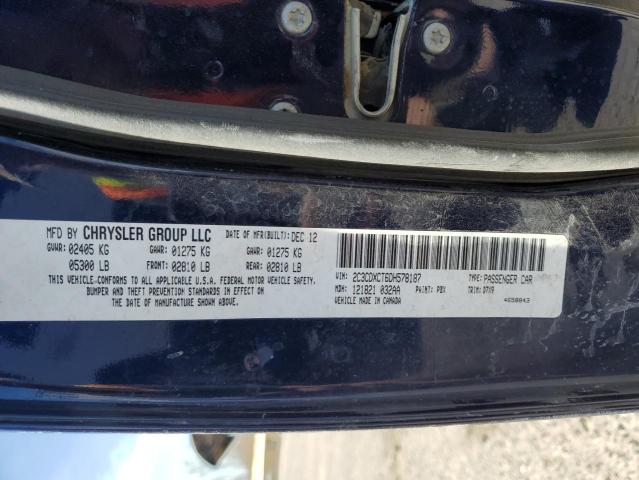 MFD BY CHRYSLER GROUP LLC DATE OF MFR(BUILT): DEC 12
GVWR: 02405 KG GAWR: 01275 KG GAWR: 01275 KG
05300 LB FRONT: 02810 LB REAR: 02810 LB
THIS VEHICLE CONFORMS TO ALL APPLICABLE U.S.A. FEDERAL MOTOR VEHICLE SAFETY,
BUMPER AND THEFT PREVENTION STANDARDS IN EFFECT ON
THE DATE OF MANUFACTURE SHOWN ABOVE.
VIN: 2C3CDXCT6DH578187 TYPE: PASSENGER CAR
MDH: 121821 032AA PAINT: PBV TRIM: D7X9
VEHICLE MADE IN CANADA 4658843